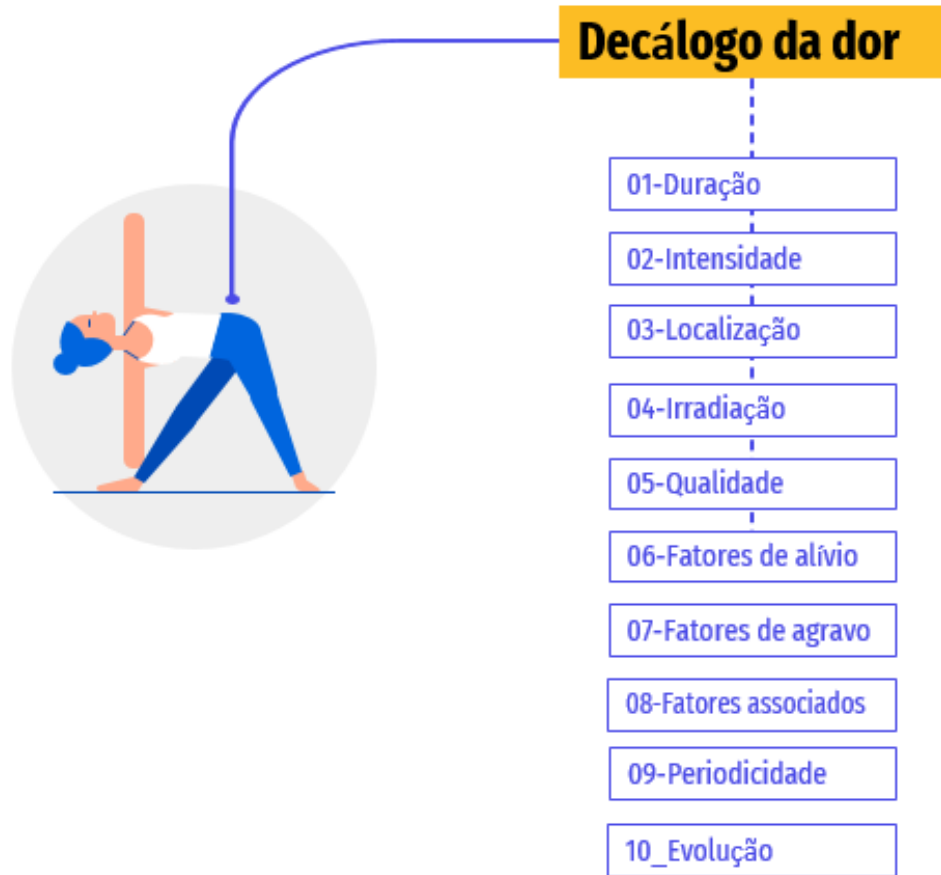 Decálogo da dor
01-Duração
02-Intensidade
03-Localização
04-Irradiação
05-Qualidade
06-Fatores de alívio
07-Fatores de agravo
08-Fatores associados
09-Periodicidade
10_Evolução